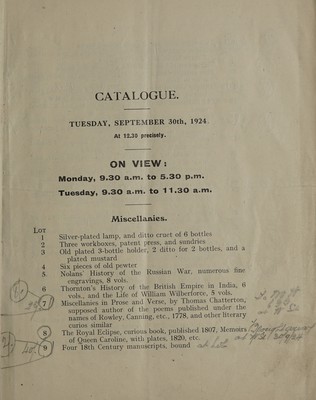 CATALOGUE.
TUESDAY, SEPTEMBER 30th, 1924.
At 12.30 precisely.
ON VIEW:
Monday, 9.30 a.m. to 5.30 p.m.
Tuesday, 9.30 a.m. to 11.30 a.m.
Miscellanies.
LOT
1 Silver-plated lamp, and ditto cruet of 6 bottles
2 Three workboxes, patent press, and sundries
3 Old plated 3-bottle holder, 2 ditto for 2 bottles, and a
plated mustard
4 Six pieces of old pewter
5 Nolans' History of the Russian War, numerous fine
engravings, 8 vols.
6 Thornton's History of the British Empire in India, 6
vols., and the Life of William Wilberforce, 5 vols.
7 Miscellanies in Prose and Verse, by Thomas Chatterton,
supposed author of the poems published under the
names of Rowley, Canning, etc., 1778, and other literary
curios similar
8 The Royal Eclipse, curious book, published 1807, Memoirs
of Queen Caroline, with plates, 1820, etc.
9 Four 18th Century manuscripts, bound